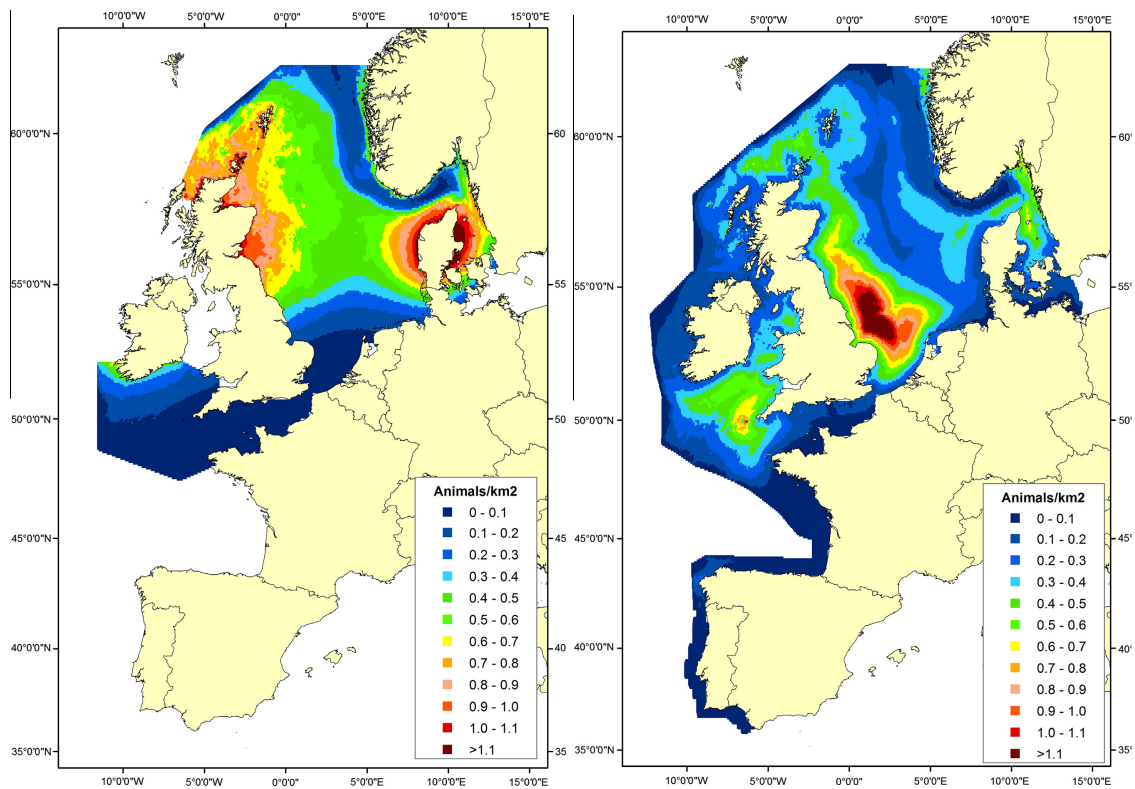 10°0'0"W 5°0'0"W 0°0'0"E 5°0'0"E 10°0'0"E 15°0'0"E
60°0'0"N 60
55°0'0"N 55
50°0'0"N 50
45°0'0"N 45
40°0'0"N 40
35°0'0"N 35
Animals/km2
0 - 0.1
0.1 - 0.2
0.2 - 0.3
0.3 - 0.4
0.4 - 0.5
0.5 - 0.6
0.6 - 0.7
0.7 - 0.8
0.8 - 0.9
0.9 - 1.0
1.0 - 1.1
>1.1
10°0'0"W 5°0'0"W 0°0'0"E 5°0'0"E 10°0'0"E 15°0'0"E
10°0'0"W 5°0'0"W 0°0'0"E 5°0'0"E 10°0'0"E 15°0'0"E
60°0'0"N 60°
55°0'0"N 55°
50°0'0"N 50°
45°0'0"N 45°
40°0'0"N 40°
35°0'0"N 35°
Animals/km2
0 - 0.1
0.1 - 0.2
0.2 - 0.3
0.3 - 0.4
0.4 - 0.5
0.5 - 0.6
0.6 - 0.7
0.7 - 0.8
0.8 - 0.9
0.9 - 1.0
1.0 - 1.1
>1.1
10°0'0"W 5°0'0"W 0°0'0"E 5°0'0"E 10°0'0"E 15°0'0"E